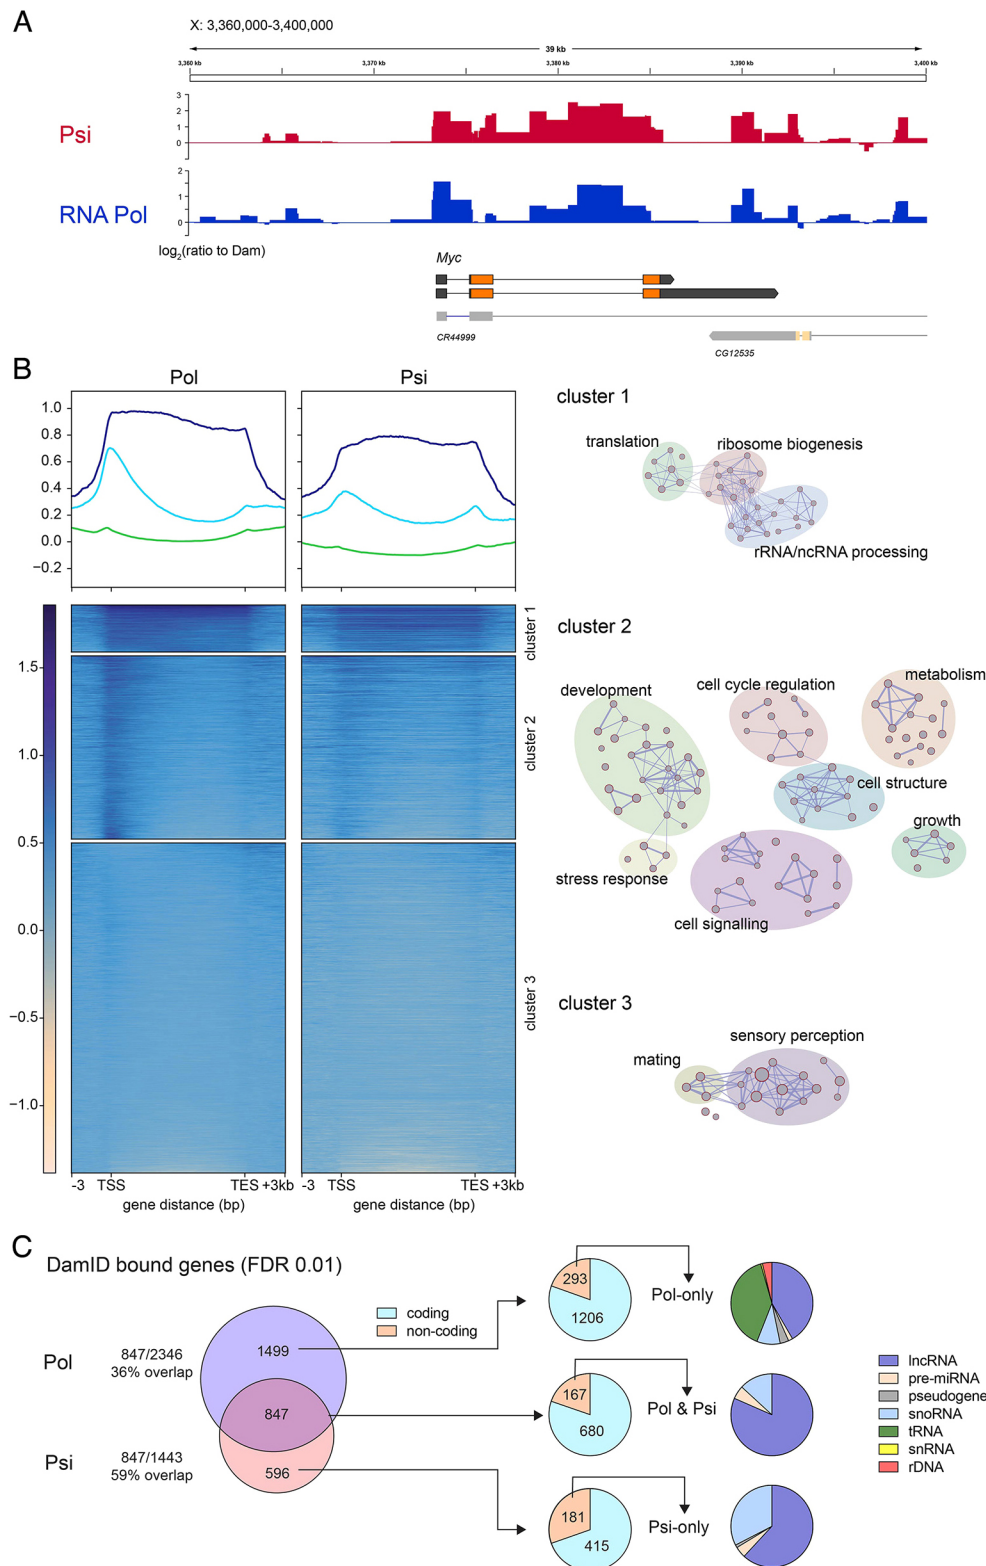 A
X: 3,360,000-3,400,000
39 kb
3,360 kb
3,370 kb
3,380 kb
3,390 kb
3,400 kb
3
2
1
0
Psi
2
1
0
RNA Pol
log2(ratio to Dam)
Myc
CR44999
CG12535
B
Pol
Psi
1.0
0.8
0.6
0.4
0.2
0.0
−0.2
cluster 1
translation
ribosome biogenesis
rRNA/ncRNA processing
1.5
1.0
0.5
0.0
−0.5
−1.0
cluster 1
cluster 2
cluster 3
-3
TSS
TES
+3kb
gene distance (bp)
-3
TSS
TES
+3kb
gene distance (bp)
cluster 2
development
cell cycle regulation
metabolism
cell structure
growth
stress response
cell signalling
cluster 3
sensory perception
mating
C
DamID bound genes (FDR 0.01)
coding
non-coding
Pol
847/2346
36% overlap
1499
847
Psi
847/1443
59% overlap
596
293
1206
Pol-only
167
680
Pol & Psi
181
415
Psi-only
lncRNA
pre-miRNA
pseudogene
snoRNA
tRNA
snRNA
rDNA